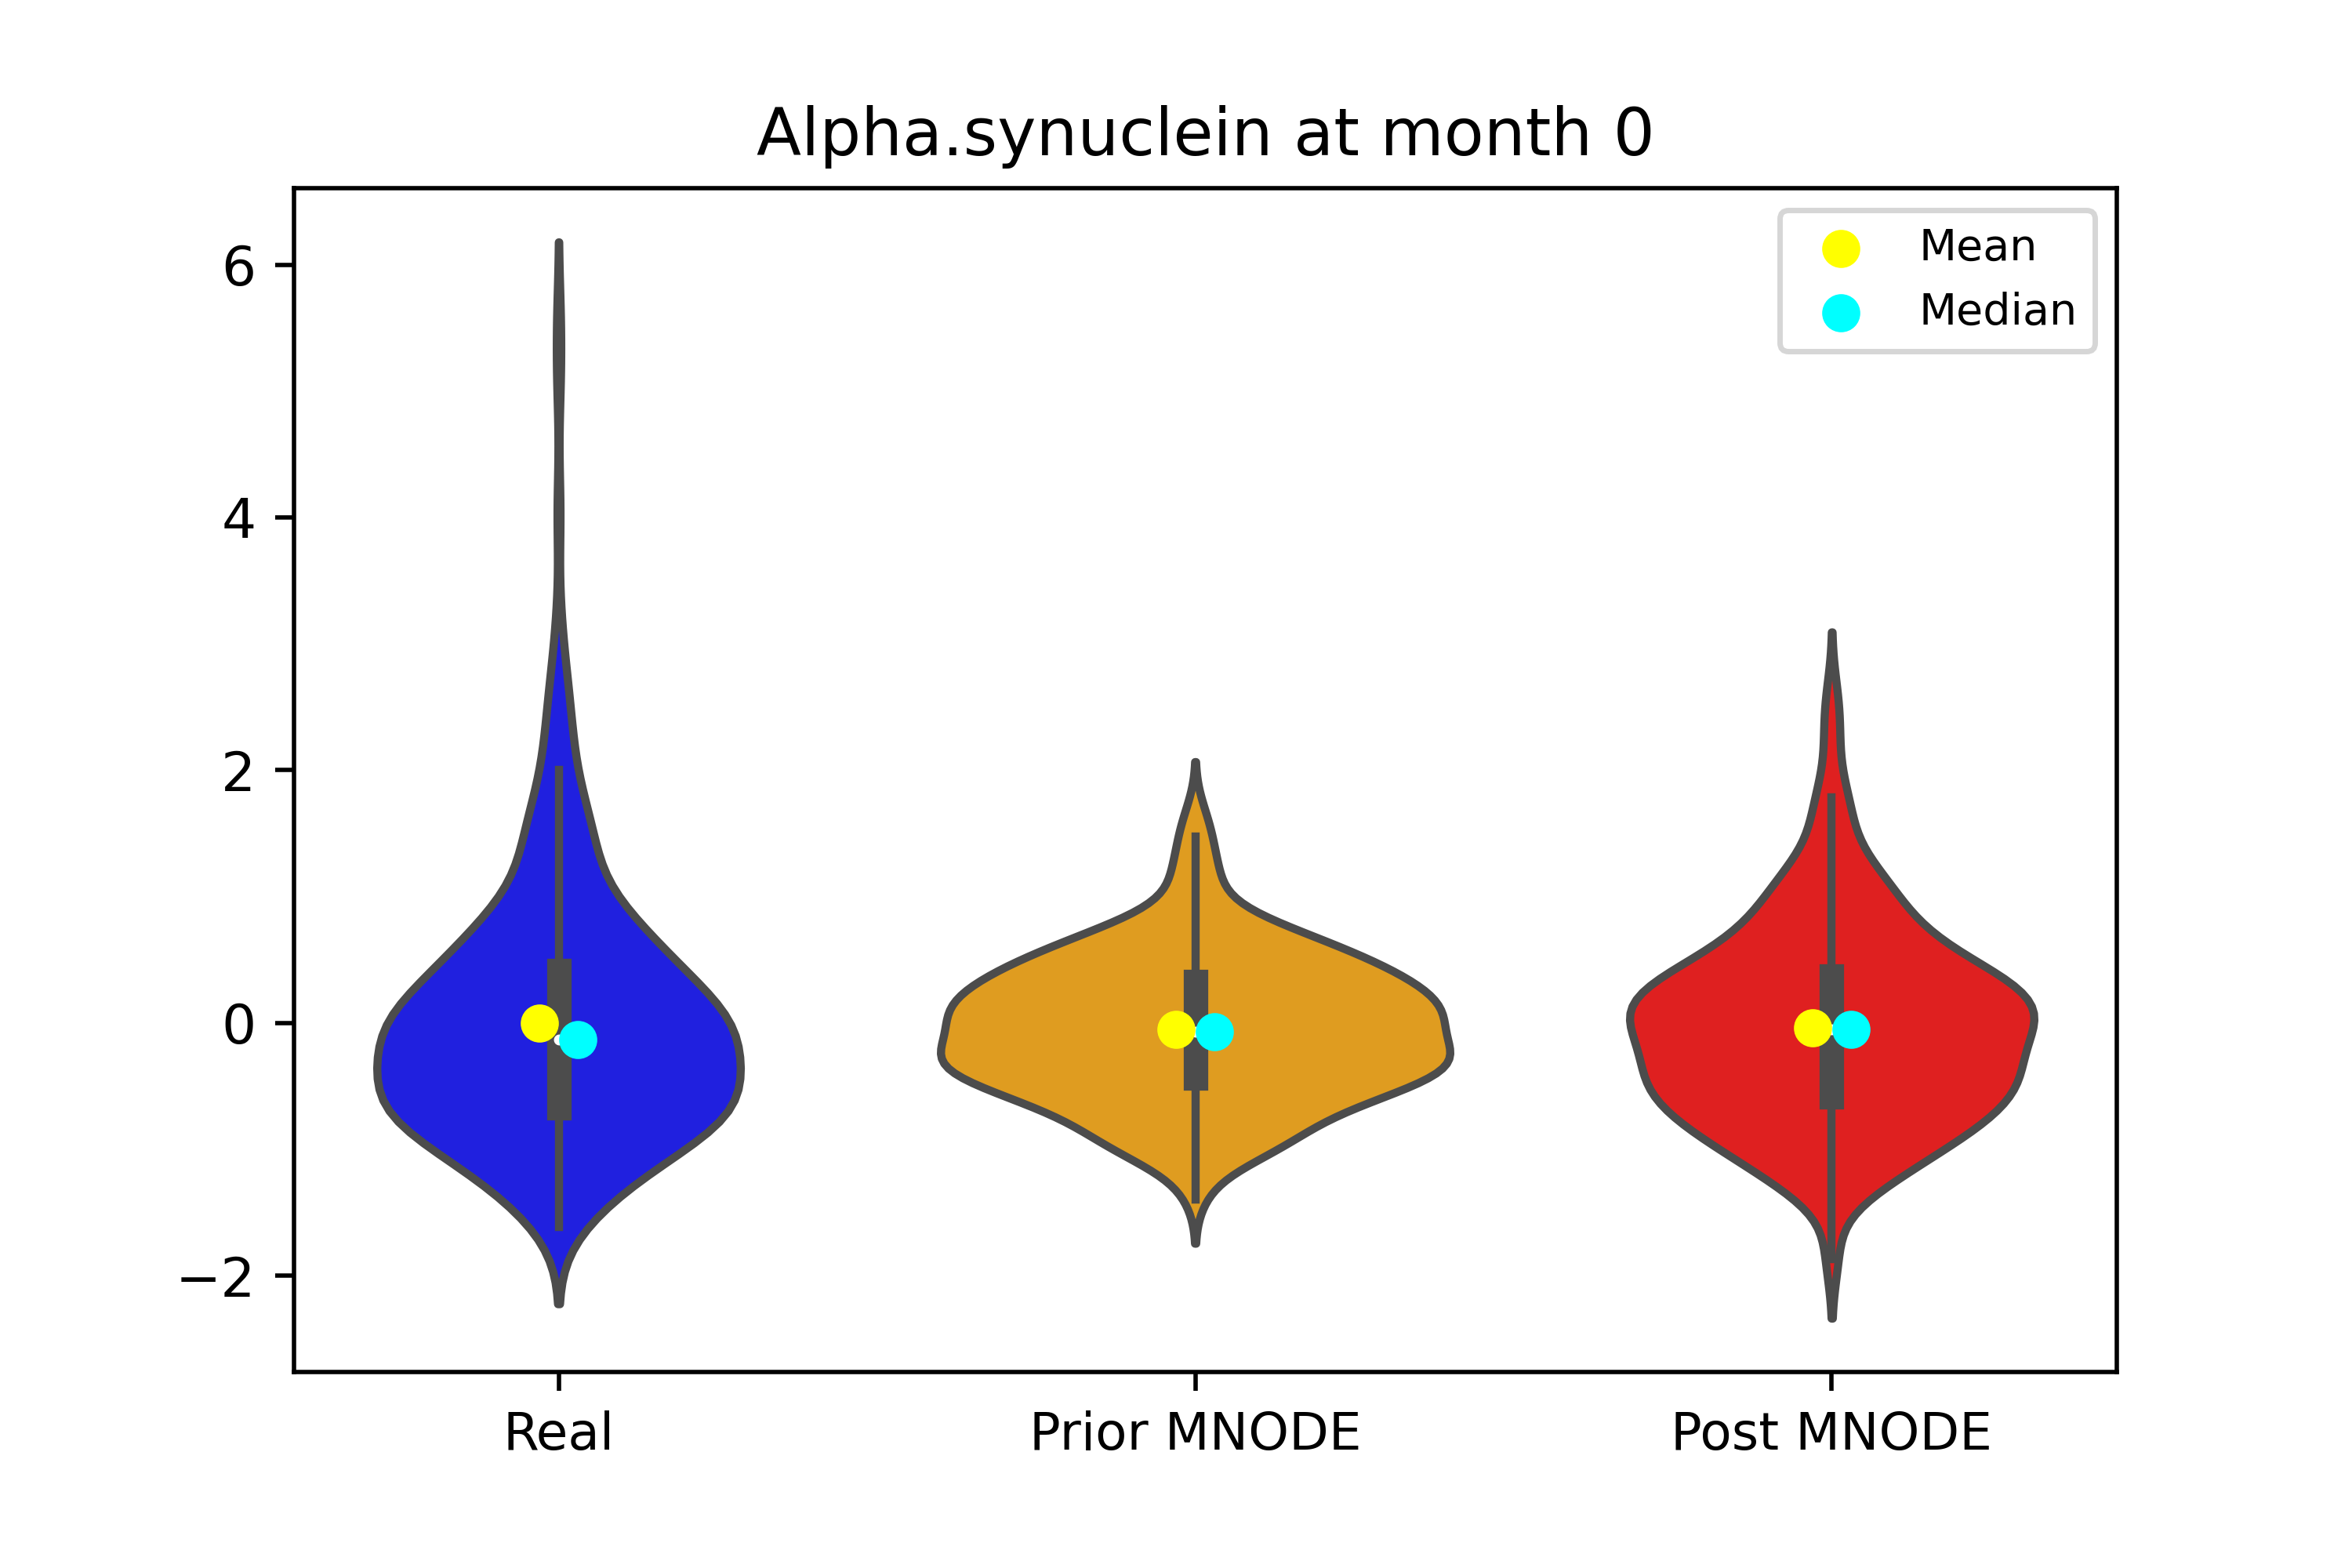 Alpha.synuclein at month 0
Mean
Median
6
4
2
0
−2
Real
Prior MNODE
Post MNODE